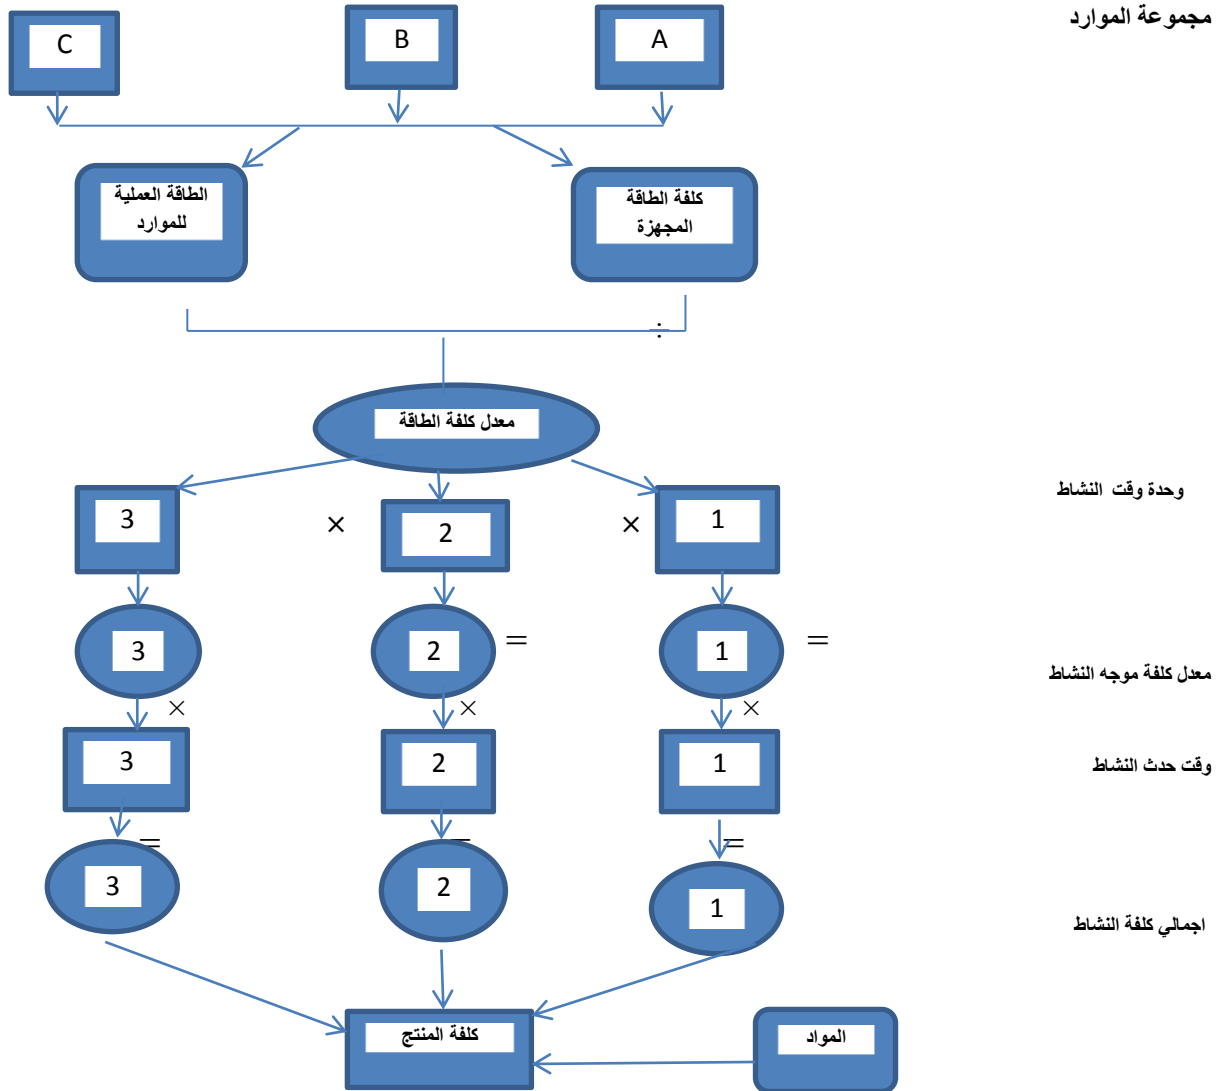 مجموعة الموارد
A
B
C
كلفة الطاقة
المجهزة
الطاقة العملية
للموارد
÷
معدل كلفة الطاقة
وحدة وقت النشاط
1
×
2
×
3
=
1
=
2
3
معدل كلفة موجه النشاط
×
×
×
وقت حدث النشاط
1
2
3
=
=
=
1
2
3
اجمالي كلفة النشاط
المواد
كلفة المنتج